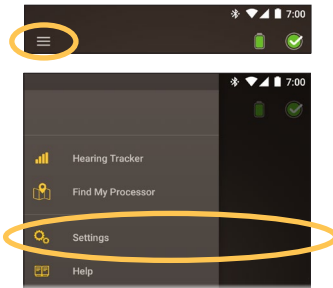 7:00
7:00
Hearing Tracker
Find My Processor
Settings
Help